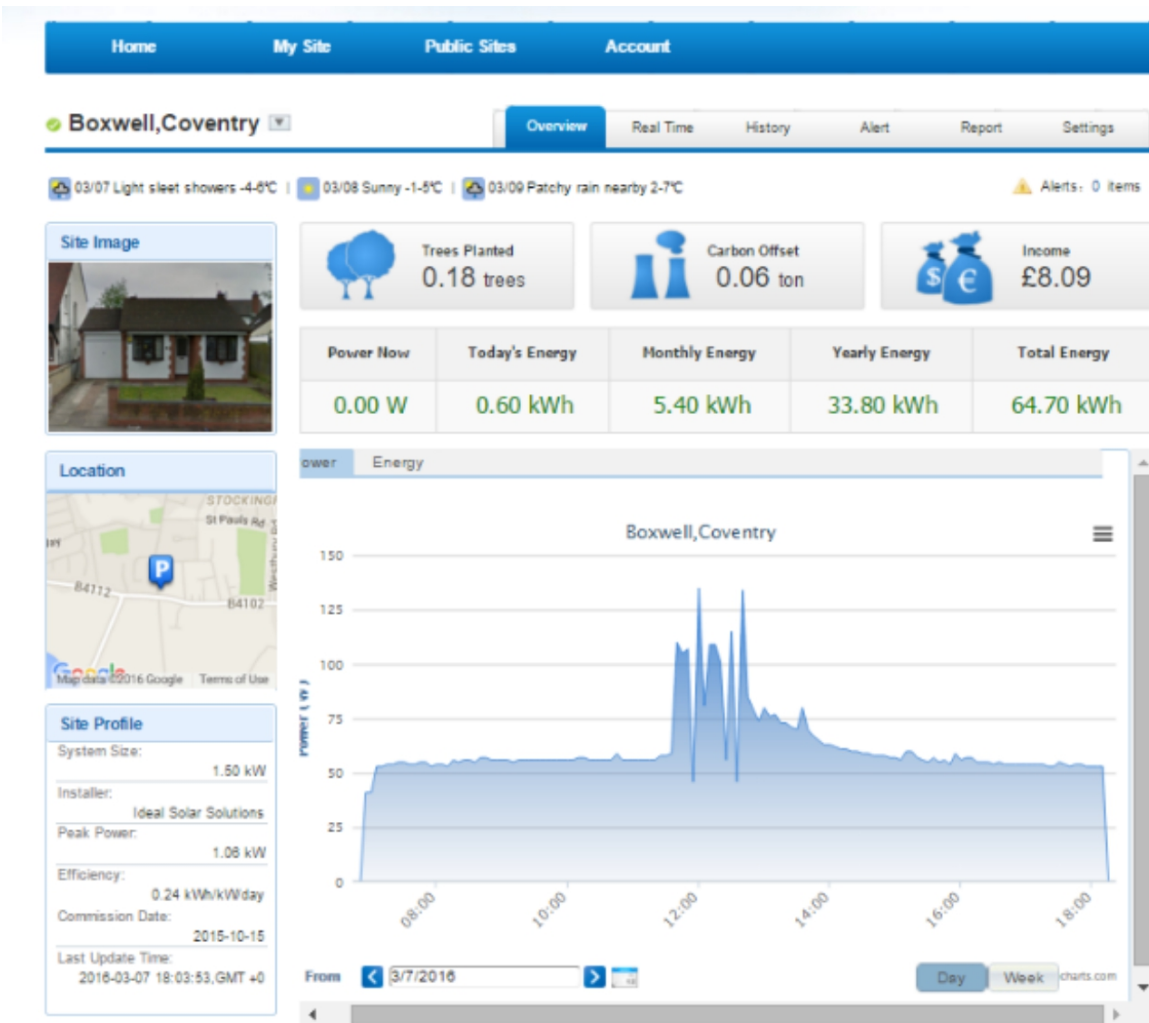 Home My Site Public Sites Account
Boxwell,Coventry
Overview Real Time History Alert Report Settings
03/07 Light sleet showers -4-6℃ | 03/08 Sunny -1-5℃ | 03/09 Patchy rain nearby 2-7℃
Alerts: 0 items
Site Image
Trees Planted
0.18 trees
Carbon Offset
0.06 ton
Income
£8.09
$ €
Power Now Today's Energy Monthly Energy Yearly Energy Total Energy
0.00 W 0.60 kWh 5.40 kWh 33.80 kWh 64.70 kWh
Location
STOCKING
St Pauls Rd
Westbury Rd
P
B4112
B4102
Google
Map data ©2016 Google Terms of Use
ower Energy
Boxwell,Coventry
Power ( W )
150
125
100
75
50
25
0
08:00 10:00 12:00 14:00 16:00 18:00
From 3/7/2016 Day Week charts.com
Site Profile
System Size:
1.50 kW
Installer:
Ideal Solar Solutions
Peak Power:
1.06 kW
Efficiency:
0.24 kWh/kW/day
Commission Date:
2015-10-15
Last Update Time:
2016-03-07 18:03:53,GMT +0